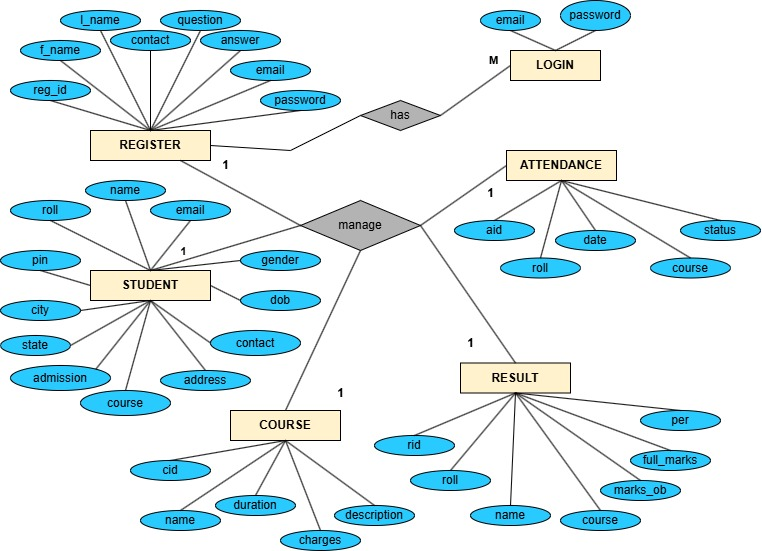 l_name
question
f_name
contact
answer
email
reg_id
password
REGISTER
has
M
email
password
LOGIN
1
manage
1
ATTENDANCE
aid
roll
date
course
status
name
roll
email
1
pin
gender
STUDENT
city
dob
state
contact
admission
course
address
1
COURSE
cid
name
duration
charges
description
1
RESULT
rid
roll
name
course
marks_ob
full_marks
per